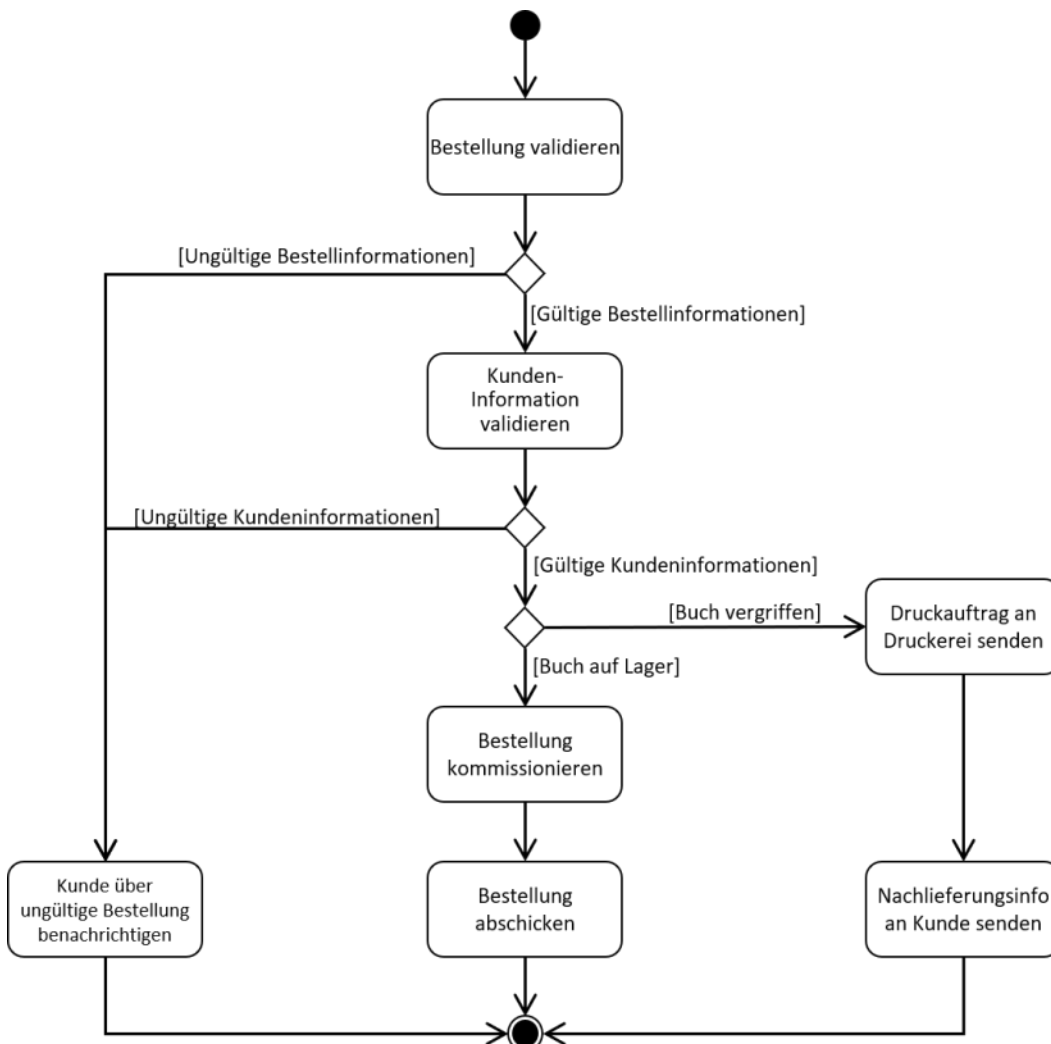 Bestellung validieren
[Ungültige Bestellinformationen]
[Gültige Bestellinformationen]
Kunden-
Information
validieren
[Ungültige Kundeninformationen]
[Gültige Kundeninformationen]
[Buch vergriffen]
Druckauftrag an
Druckerei senden
[Buch auf Lager]
Bestellung
kommissionieren
Kunde über
ungültige Bestellung
benachrichtigen
Bestellung
abschicken
Nachlieferungsinfo
an Kunde senden